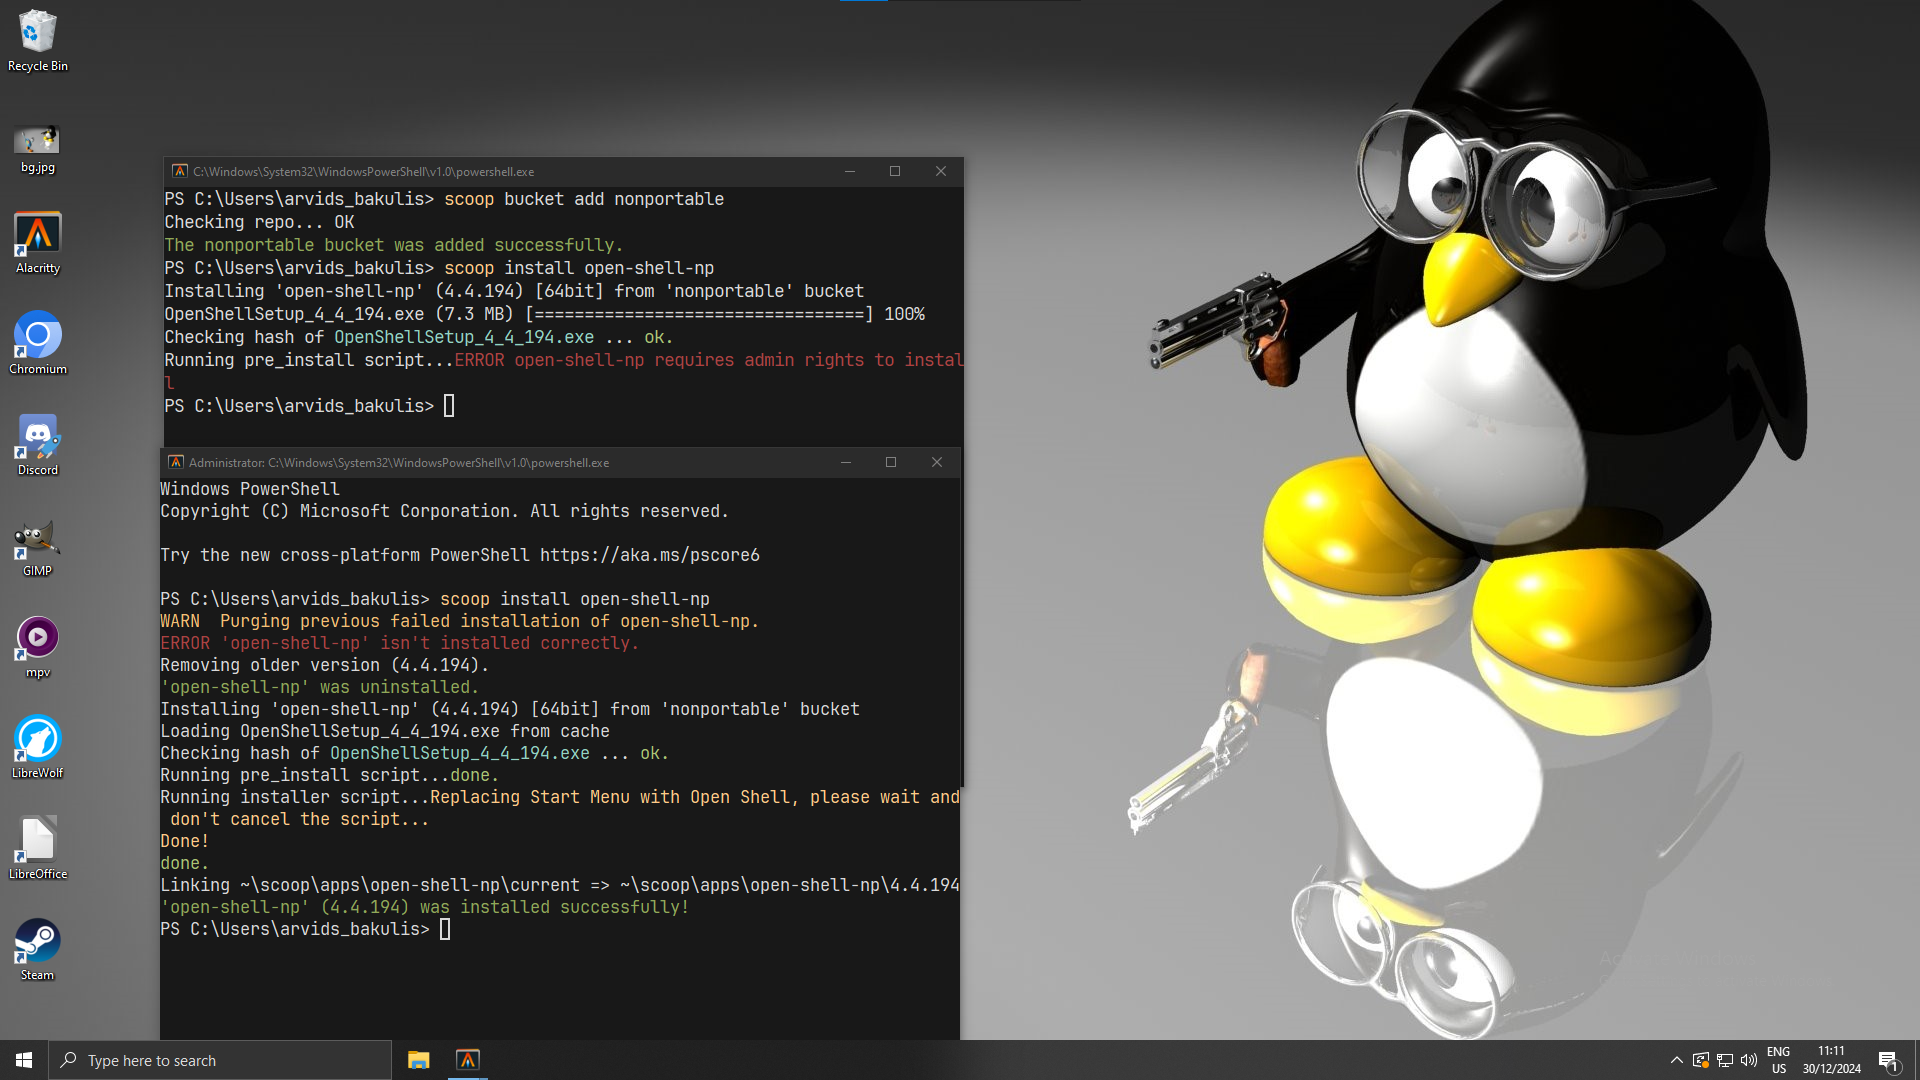 Recycle Bin
bg.jpg
Alacritty
Chromium
Discord
GIMP
mpv
LibreWolf
LibreOffice
Steam
C:\Windows\System32\WindowsPowerShell\v1.0\powershell.exe
PS C:\Users\arvids_bakulis> scoop bucket add nonportable
Checking repo... OK
The nonportable bucket was added successfully.
PS C:\Users\arvids_bakulis> scoop install open-shell-np
Installing 'open-shell-np' (4.4.194) [64bit] from 'nonportable' bucket
OpenShellSetup_4_4_194.exe (7.3 MB) [=================================] 100%
Checking hash of OpenShellSetup_4_4_194.exe ... ok.
Running pre_install script...ERROR open-shell-np requires admin rights to instal
l
PS C:\Users\arvids_bakulis>
Administrator: C:\Windows\System32\WindowsPowerShell\v1.0\powershell.exe
Windows PowerShell
Copyright (C) Microsoft Corporation. All rights reserved.
Try the new cross-platform PowerShell https://aka.ms/pscore6
PS C:\Users\arvids_bakulis> scoop install open-shell-np
WARN  Purging previous failed installation of open-shell-np.
ERROR 'open-shell-np' isn't installed correctly.
Removing older version (4.4.194).
'open-shell-np' was uninstalled.
Installing 'open-shell-np' (4.4.194) [64bit] from 'nonportable' bucket
Loading OpenShellSetup_4_4_194.exe from cache
Checking hash of OpenShellSetup_4_4_194.exe ... ok.
Running pre_install script...done.
Running installer script...Replacing Start Menu with Open Shell, please wait and
 don't cancel the script...
Done!
done.
Linking ~\scoop\apps\open-shell-np\current => ~\scoop\apps\open-shell-np\4.4.194
'open-shell-np' (4.4.194) was installed successfully!
PS C:\Users\arvids_bakulis>
Type here to search
ENG
US
11:11
30/12/2024
1